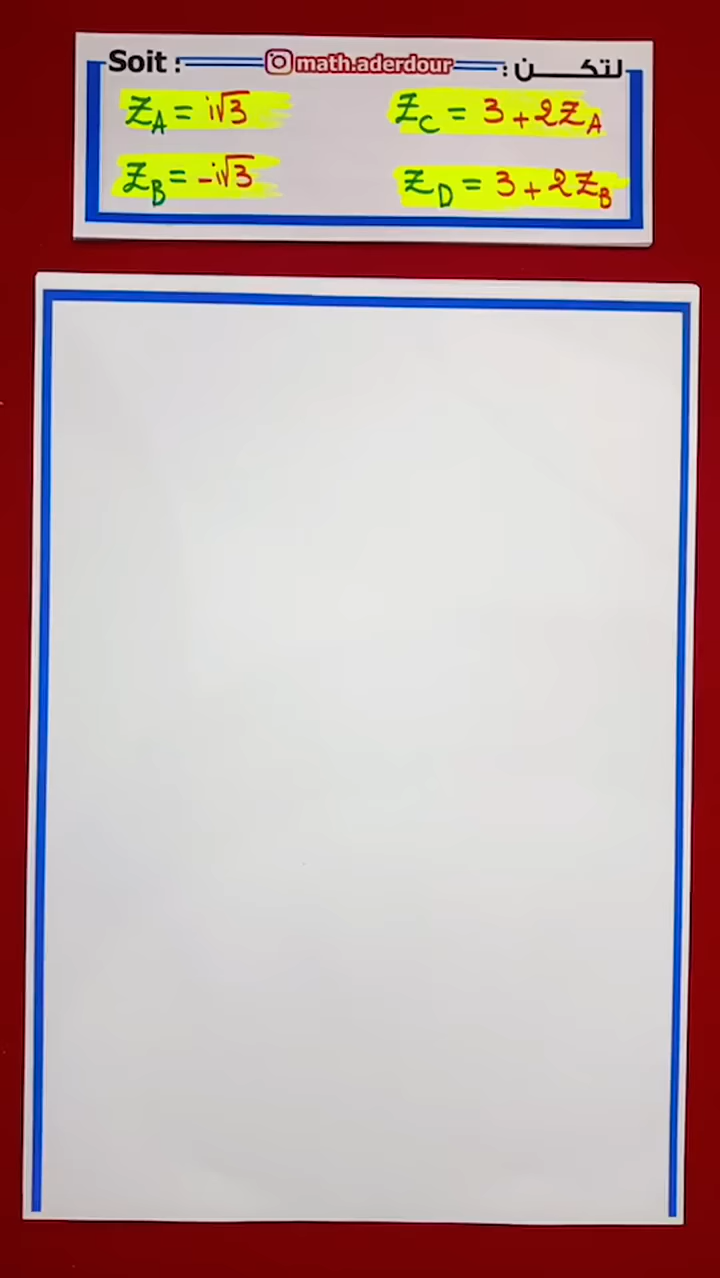 Soit : math.aderdour لتكن :
Z_A = i√3
Z_C = 3 + 2Z_A
Z_B = -i√3
Z_D = 3 + 2Z_B